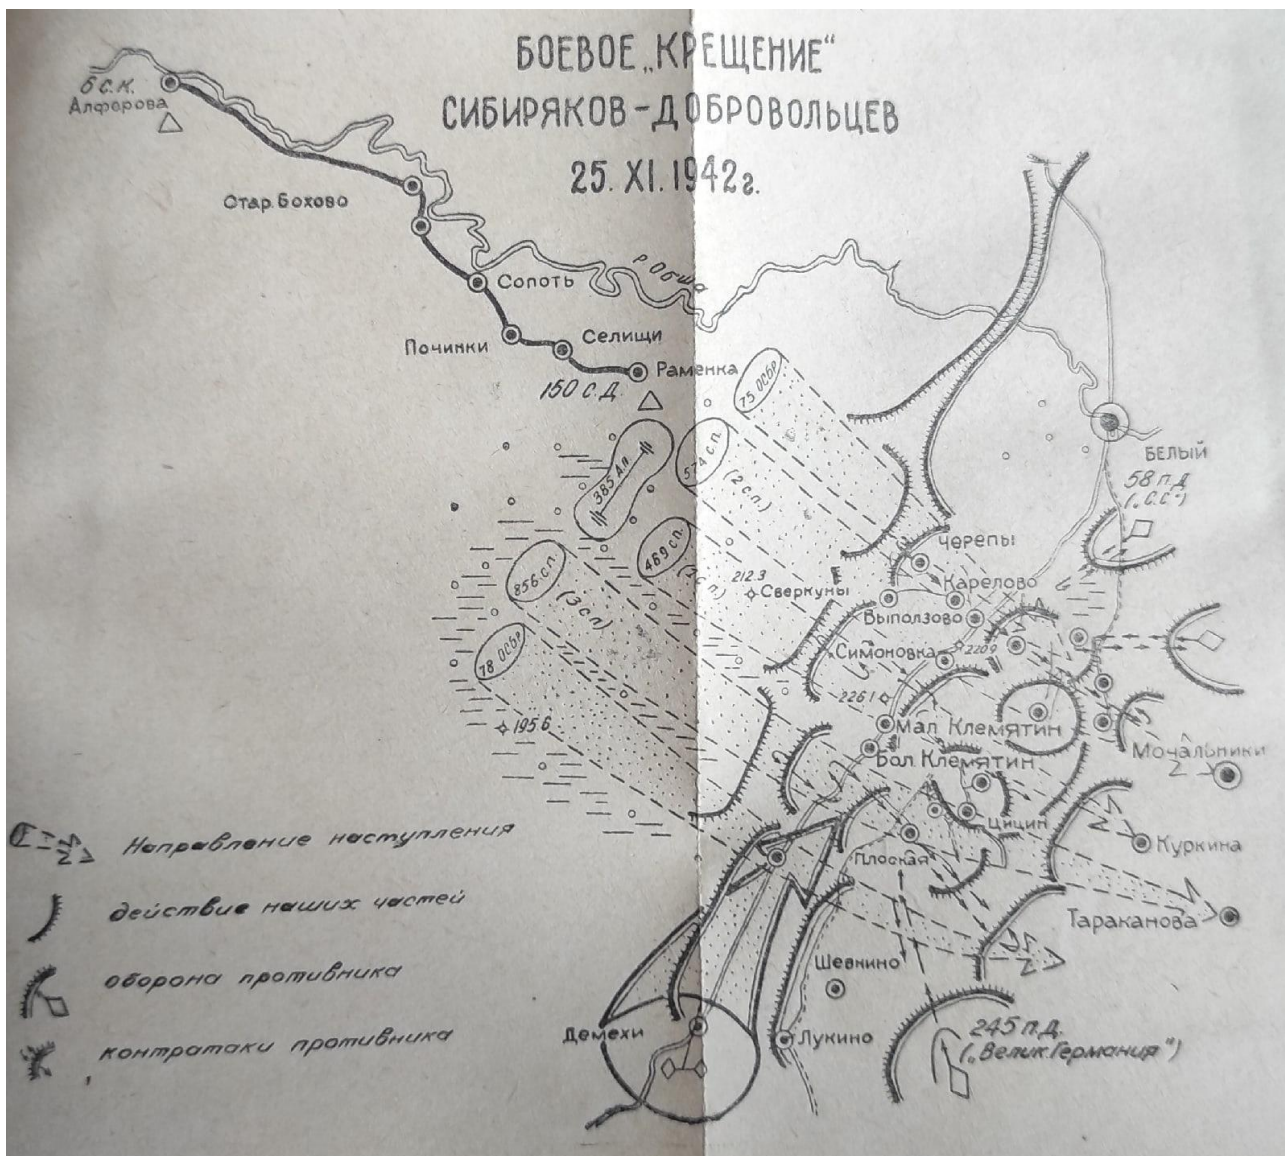 БОЕВОЕ „КРЕЩЕНИЕ“
СИБИРЯКОВ-ДОБРОВОЛЬЦЕВ
25. XI. 1942г.
6 С.К.
Алферова
Стар. Бохово
Сопоть
р Обша
Починки
Селищи
Раменка
150 С.Д.
75 ОСБР
БЕЛЫЙ
58 п.д.
(„СС“)
385 А.П.
574 С.П.
(2 с.п.)
469 С.П.
856 С.П.
(3 с.п)
78 ОСБР
212.3
Сверкуны
Черепы
Карелово
Выползово
Симоновка
220.9
226.1
195.6
Мал Клемятин
Бол Клемятин
Мочальники
Цицин
Плоская
Куркина
Тараканова
Шевнино
Демехи
Лукино
245 п.д.
(„Велик. Германия“)
Направление наступления
действие наших частей
оборона противника
контратаки противника